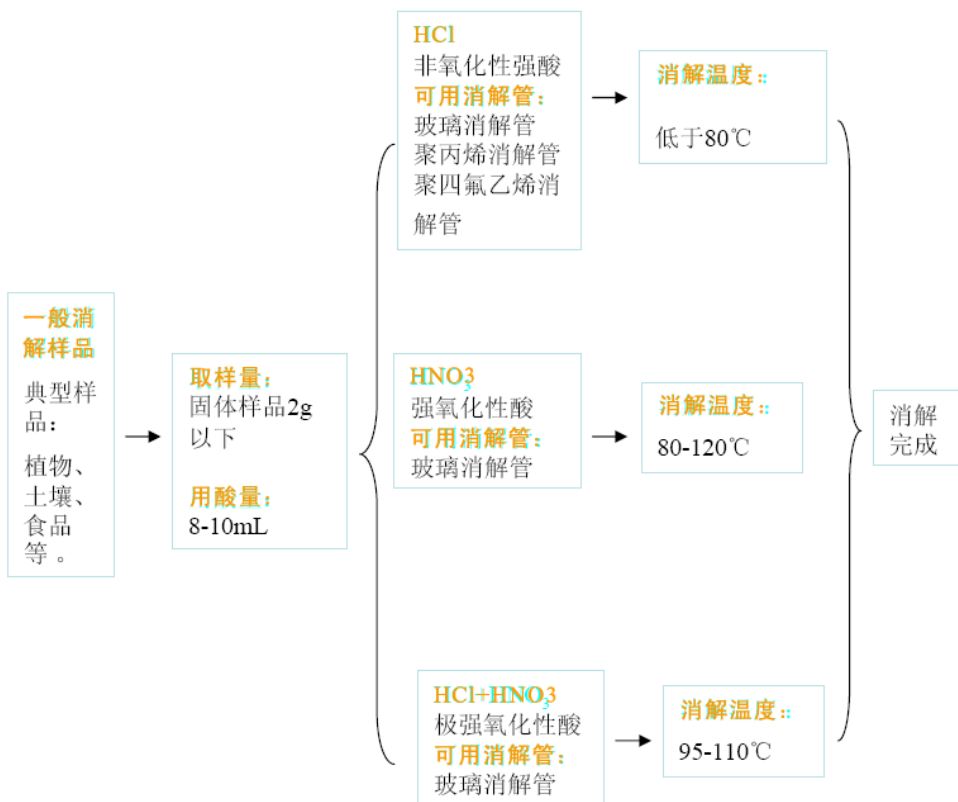 一般消
解样品
典型样
品：
植物、
土壤、
食品
等 。
取样量：
固体样品2g
以下
用酸量：
8-10mL
HCl
非氧化性强酸
可用消解管：
玻璃消解管
聚丙烯消解管
聚四氟乙烯消
解管
消解温度：:
低于80℃
HNO3
强氧化性酸
可用消解管：
玻璃消解管
消解温度：:
80-120℃
HCl+HNO3
极强氧化性酸
可用消解管：
玻璃消解管
消解温度：:
95-110℃
消解
完成